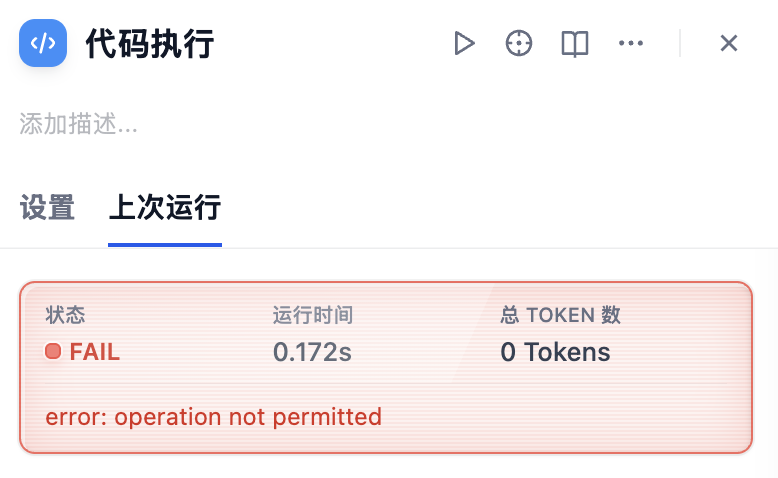 代码执行
添加描述...
设置 上次运行
状态 运行时间 总 TOKEN 数
FAIL 0.172s 0 Tokens
error: operation not permitted